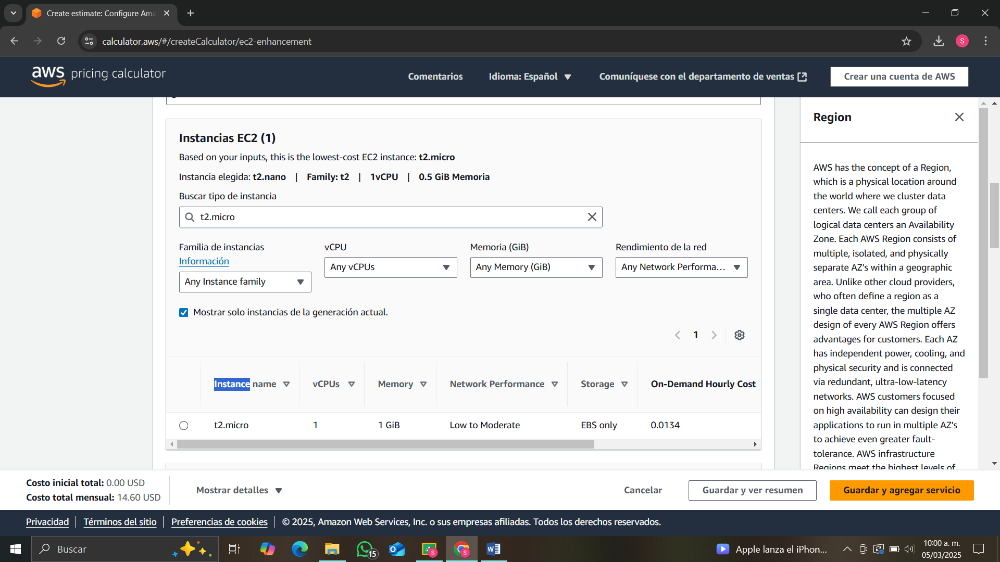 Create estimate: Configure Ama
calculator.aws/#/createCalculator/ec2-enhancement
S
aws pricing calculator
Comentarios
Idioma: Español
Comuníquese con el departamento de ventas
Crear una cuenta de AWS
Instancias EC2 (1)
Based on your inputs, this is the lowest-cost EC2 instance: t2.micro
Instancia elegida: t2.nano | Family: t2 | 1vCPU | 0.5 GiB Memoria
Buscar tipo de instancia
t2.micro
Familia de instancias
Información
Any Instance family
vCPU
Any vCPUs
Memoria (GiB)
Any Memory (GiB)
Rendimiento de la red
Any Network Performa...
Mostrar solo instancias de la generación actual.
1
Instance name vCPUs Memory Network Performance Storage On-Demand Hourly Cost
t2.micro 1 1 GiB Low to Moderate EBS only 0.0134
Region
AWS has the concept of a Region,
which is a physical location around
the world where we cluster data
centers. We call each group of
logical data centers an Availability
Zone. Each AWS Region consists of
multiple, isolated, and physically
separate AZ’s within a geographic
area. Unlike other cloud providers,
who often define a region as a
single data center, the multiple AZ
design of every AWS Region offers
advantages for customers. Each AZ
has independent power, cooling, and
physical security and is connected
via redundant, ultra-low-latency
networks. AWS customers focused
on high availability can design their
applications to run in multiple AZ’s
to achieve even greater fault-
tolerance. AWS infrastructure
Regions meet the highest levels of
Costo inicial total: 0.00 USD
Costo total mensual: 14.60 USD
Mostrar detalles
Cancelar
Guardar y ver resumen
Guardar y agregar servicio
Privacidad | Términos del sitio | Preferencias de cookies | © 2025, Amazon Web Services, Inc. o sus empresas afiliadas. Todos los derechos reservados.
Buscar
15
S
S
Apple lanza el iPhon...
10:00 a. m.
05/03/2025